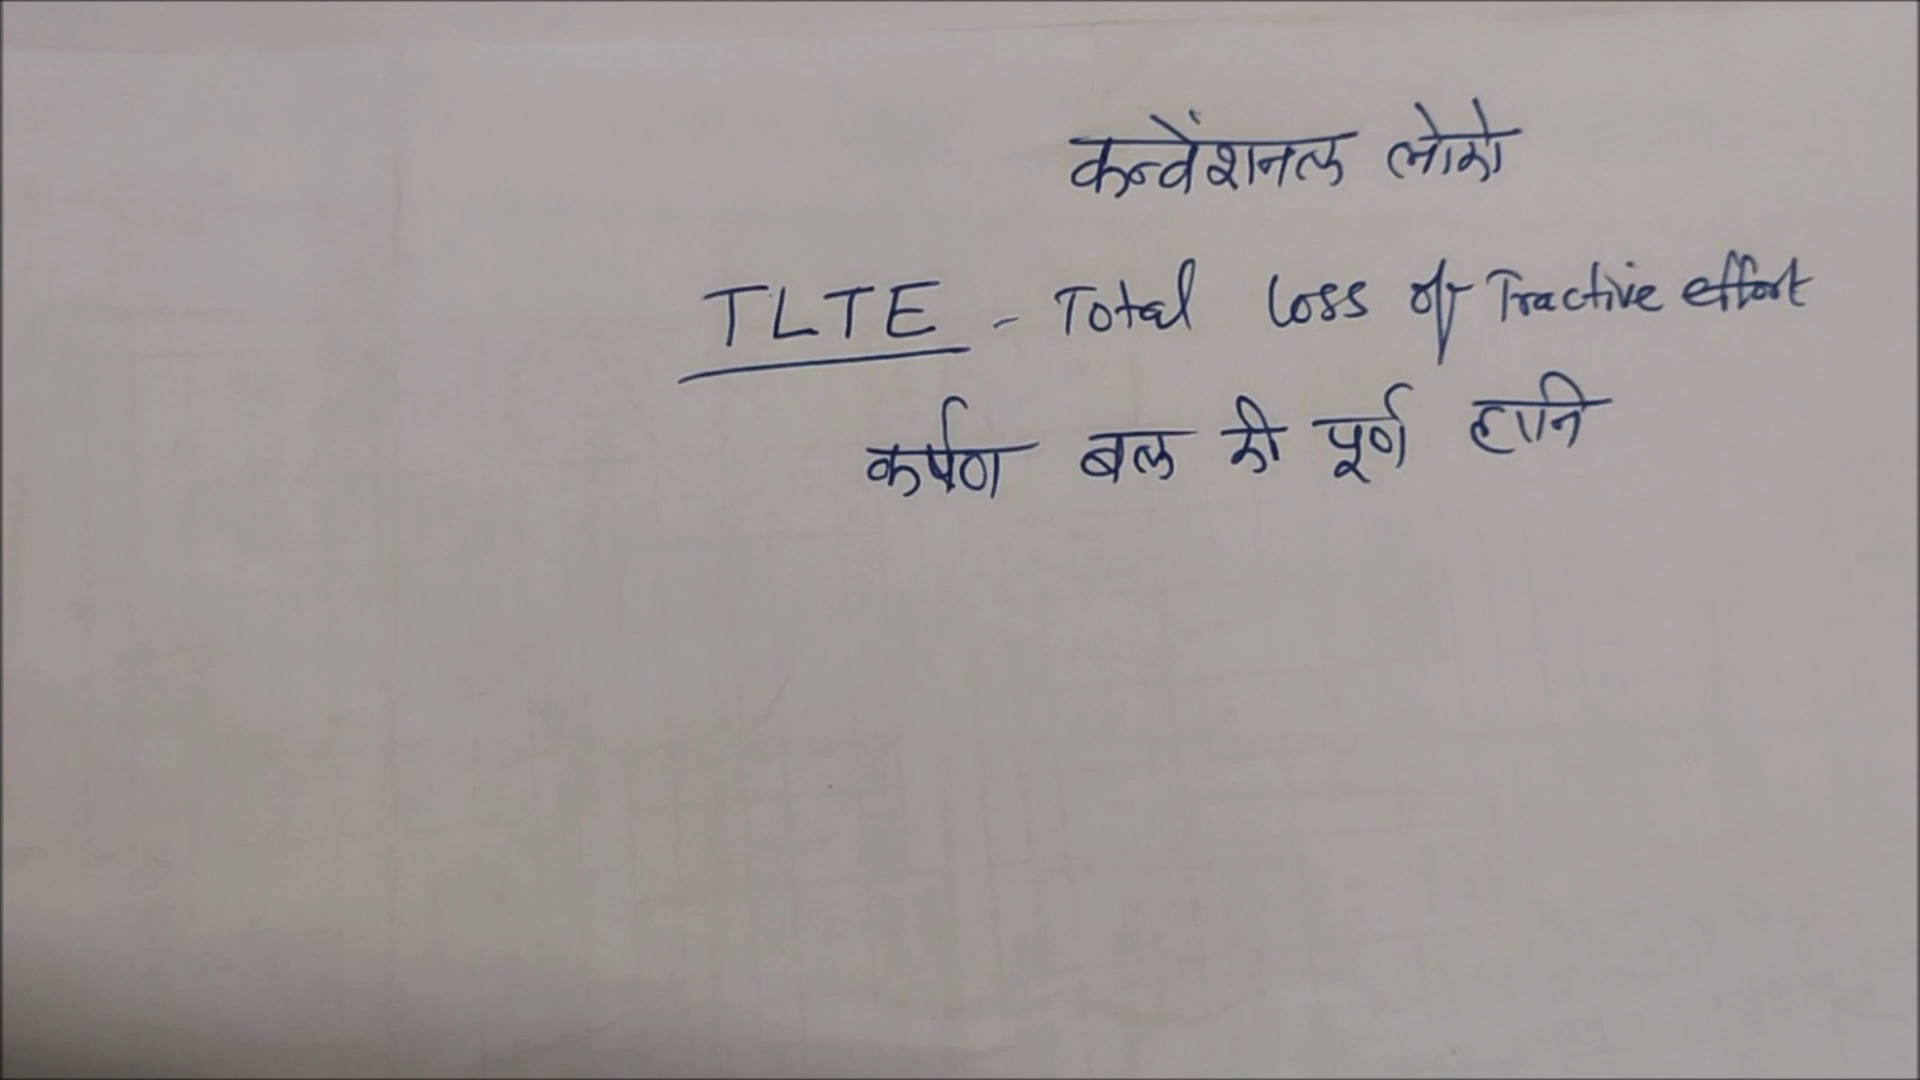 कन्वेंशनल लोको
TLTE - Total loss of Tractive effort
कर्षण बल की पूर्ण हानि